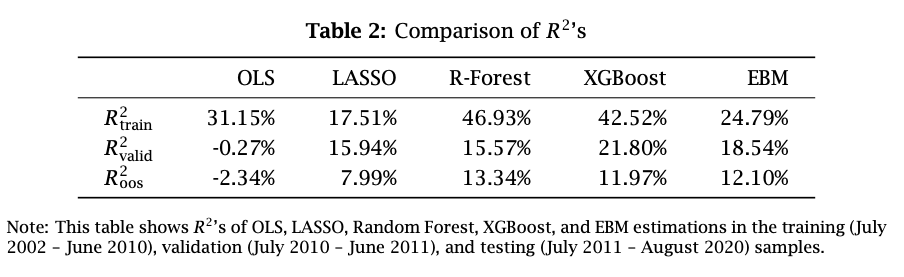 Table 2: Comparison of R²'s
OLS LASSO R-Forest XGBoost EBM
R²train 31.15% 17.51% 46.93% 42.52% 24.79%
R²valid -0.27% 15.94% 15.57% 21.80% 18.54%
R²oos -2.34% 7.99% 13.34% 11.97% 12.10%
Note: This table shows R²'s of OLS, LASSO, Random Forest, XGBoost, and EBM estimations in the training (July
2002 – June 2010), validation (July 2010 – June 2011), and testing (July 2011 – August 2020) samples.